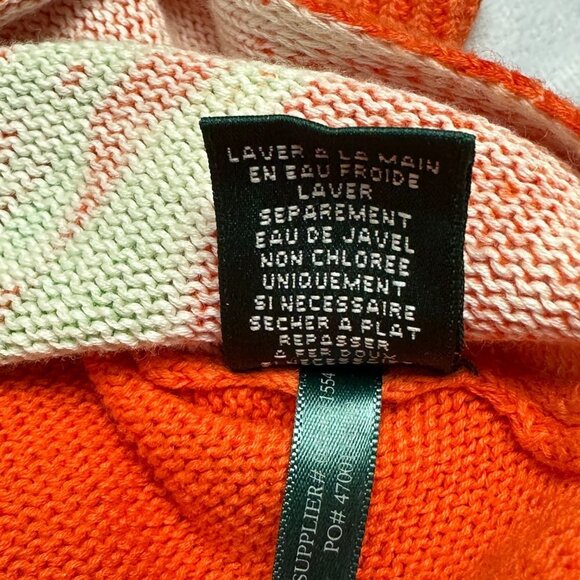 LAVER A LA MAIN
EN EAU FROIDE
LAVER
SEPAREMENT
EAU DE JAVEL
NON CHLOREE
UNIQUEMENT
SI NECESSAIRE
SECHER A PLAT
REPASSER
A FER DOUX
SUPPLIER# 1554
PO# 4700